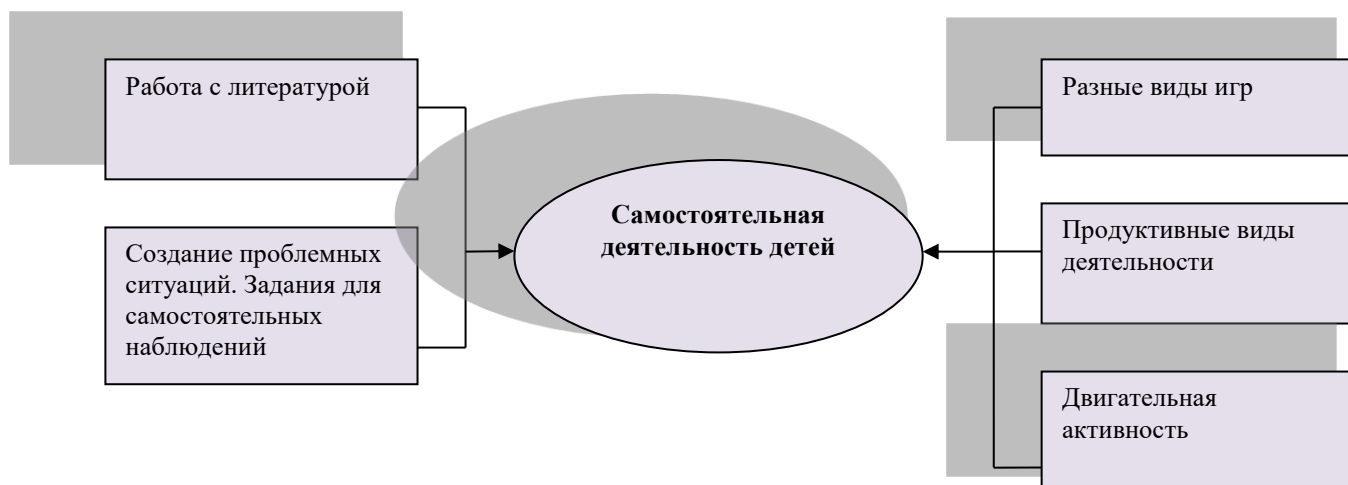 Работа с литературой
Создание проблемных
ситуаций. Задания для
самостоятельных
наблюдений
Самостоятельная
деятельность детей
Разные виды игр
Продуктивные виды
деятельности
Двигательная
активность